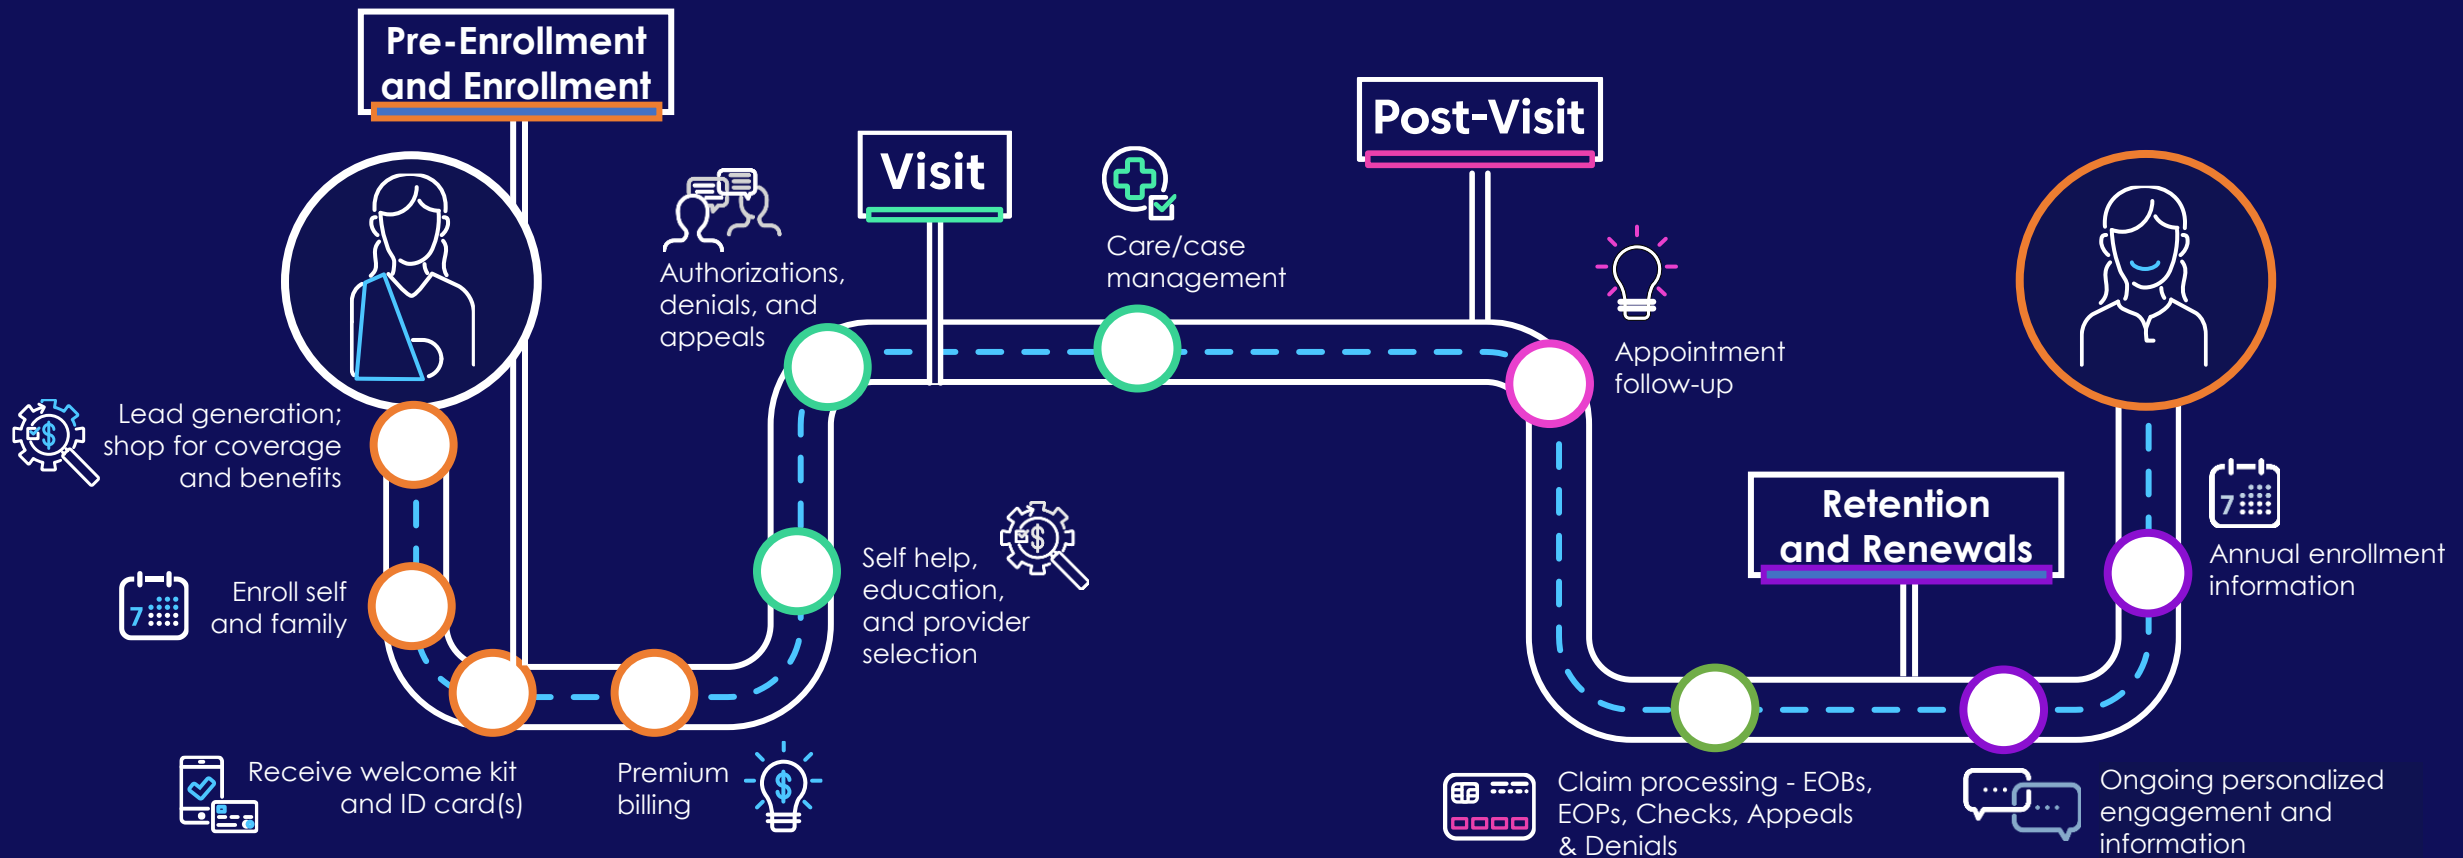 Pre-Enrollment
and Enrollment
Lead generation;
shop for coverage
and benefits
$
Enroll self
and family
7
Receive welcome kit
and ID card(s)
Premium
billing
$
Self help,
education,
and provider
selection
$
Authorizations,
denials, and
appeals
Visit
Care/case
management
Post-Visit
Appointment
follow-up
Claim processing - EOBs,
EOPs, Checks, Appeals
& Denials
Retention
and Renewals
Ongoing personalized
engagement and
information
Annual enrollment
information
7